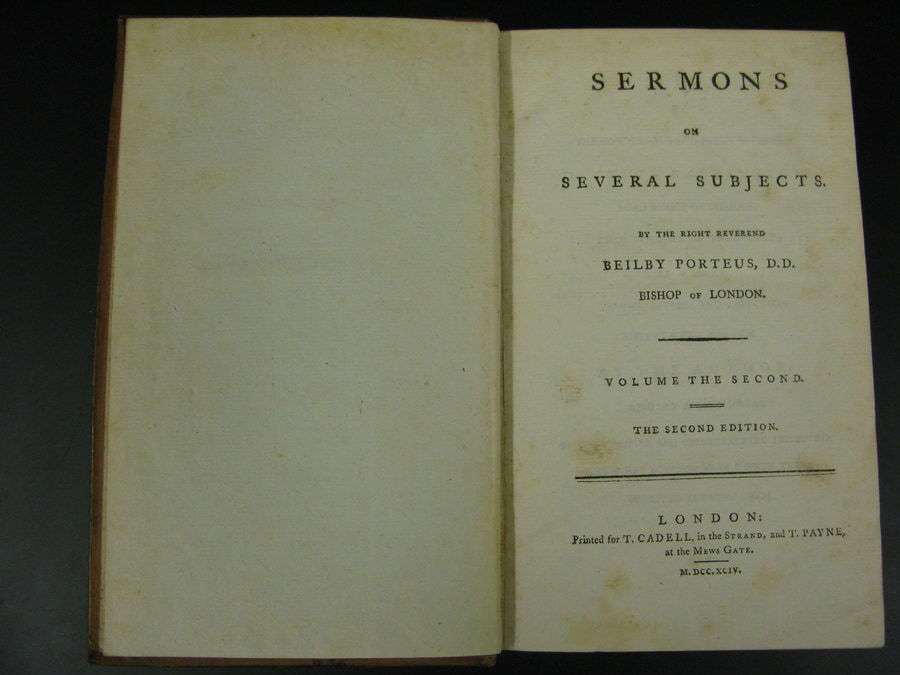 SERMONS
ON
SEVERAL SUBJECTS.
BY THE RIGHT REVEREND
BEILBY PORTEUS, D.D.
BISHOP OF LONDON.
VOLUME THE SECOND.
THE SECOND EDITION.
LONDON:
Printed for T. CADELL, in the STRAND, and T. PAYNE,
at the MEWS GATE.
M.DCC.XCIV.